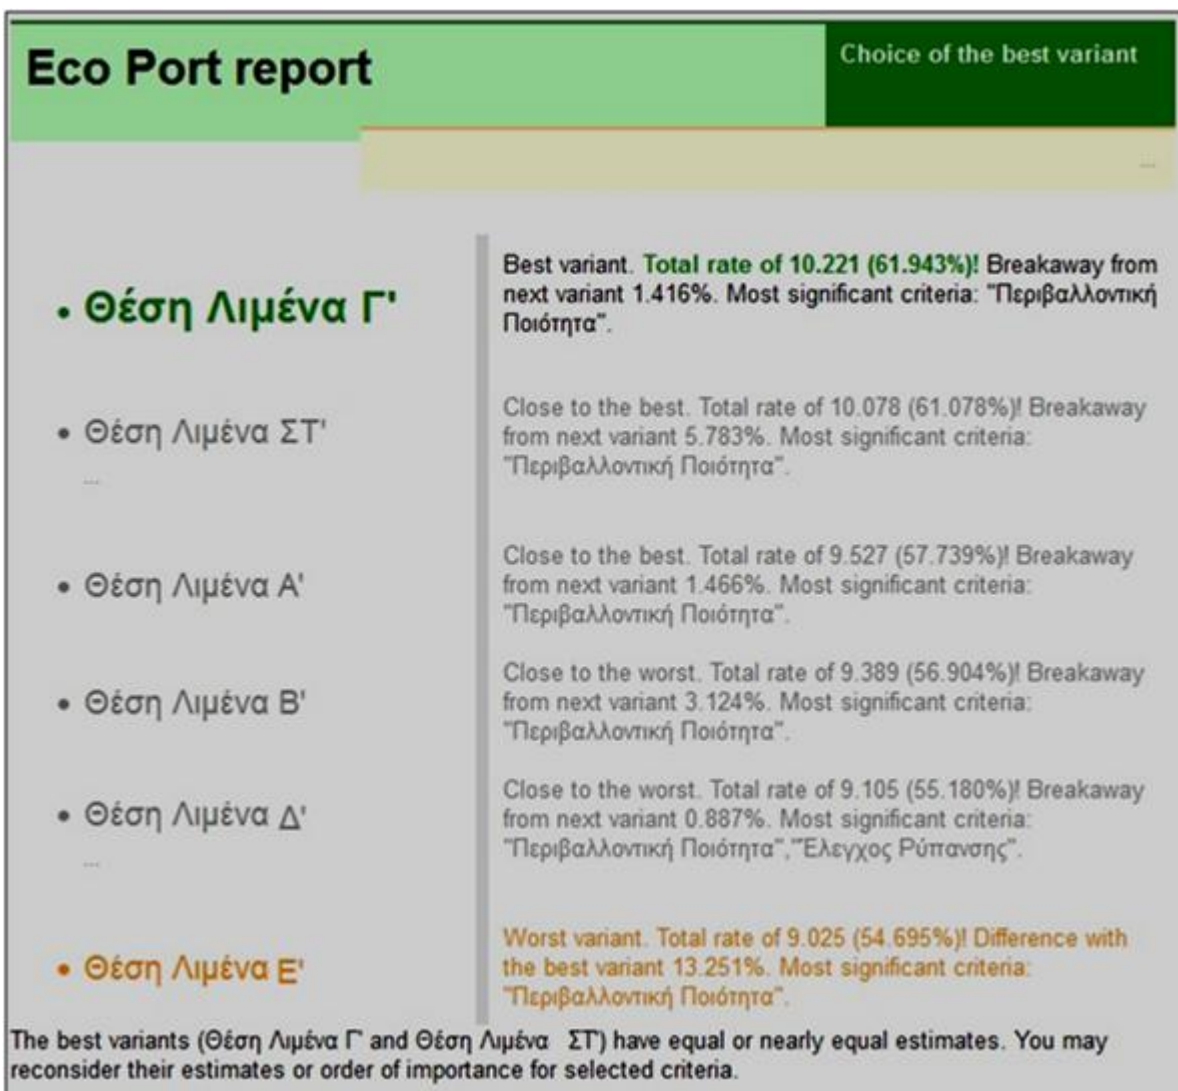 Eco Port report
Choice of the best variant
...
• Θέση Λιμένα Γ'
Best variant. Total rate of 10.221 (61.943%)! Breakaway from
next variant 1.416%. Most significant criteria: "Περιβαλλοντική
Ποιότητα".
• Θέση Λιμένα ΣΤ'
...
Close to the best. Total rate of 10.078 (61.078%)! Breakaway
from next variant 5.783%. Most significant criteria:
"Περιβαλλοντική Ποιότητα".
• Θέση Λιμένα Α'
Close to the best. Total rate of 9.527 (57.739%)! Breakaway
from next variant 1.466%. Most significant criteria:
"Περιβαλλοντική Ποιότητα".
• Θέση Λιμένα Β'
Close to the worst. Total rate of 9.389 (56.904%)! Breakaway
from next variant 3.124%. Most significant criteria:
"Περιβαλλοντική Ποιότητα".
• Θέση Λιμένα Δ'
...
Close to the worst. Total rate of 9.105 (55.180%)! Breakaway
from next variant 0.887%. Most significant criteria:
"Περιβαλλοντική Ποιότητα","Έλεγχος Ρύπανσης".
• Θέση Λιμένα Ε'
Worst variant. Total rate of 9.025 (54.695%)! Difference with
the best variant 13.251%. Most significant criteria:
"Περιβαλλοντική Ποιότητα".
The best variants (Θέση Λιμένα Γ' and Θέση Λιμένα ΣΤ') have equal or nearly equal estimates. You may
reconsider their estimates or order of importance for selected criteria.